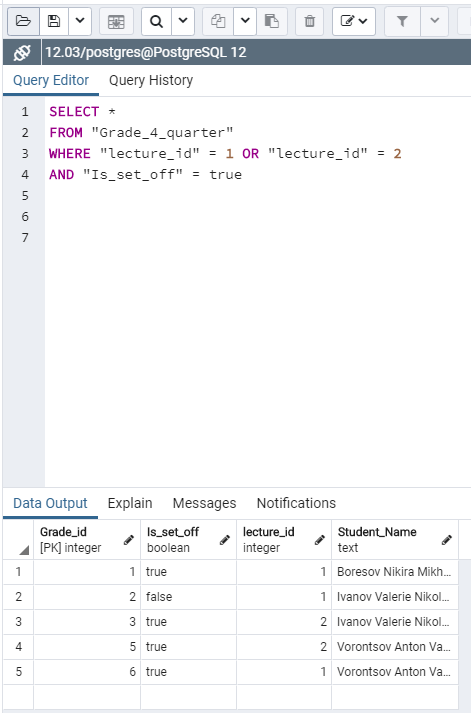 12.03/postgres@PostgreSQL 12
Query Editor Query History
1 SELECT *
2 FROM "Grade_4_quarter"
3 WHERE "lecture_id" = 1 OR "lecture_id" = 2
4 AND "Is_set_off" = true
5
6
7
Data Output Explain Messages Notifications
Grade_id Is_set_off lecture_id Student_Name
[PK] integer boolean integer text
1 1 true 1 Boresov Nikira Mikh...
2 2 false 1 Ivanov Valerie Nikol...
3 3 true 2 Ivanov Valerie Nikol...
4 5 true 2 Vorontsov Anton Va...
5 6 true 1 Vorontsov Anton Va...